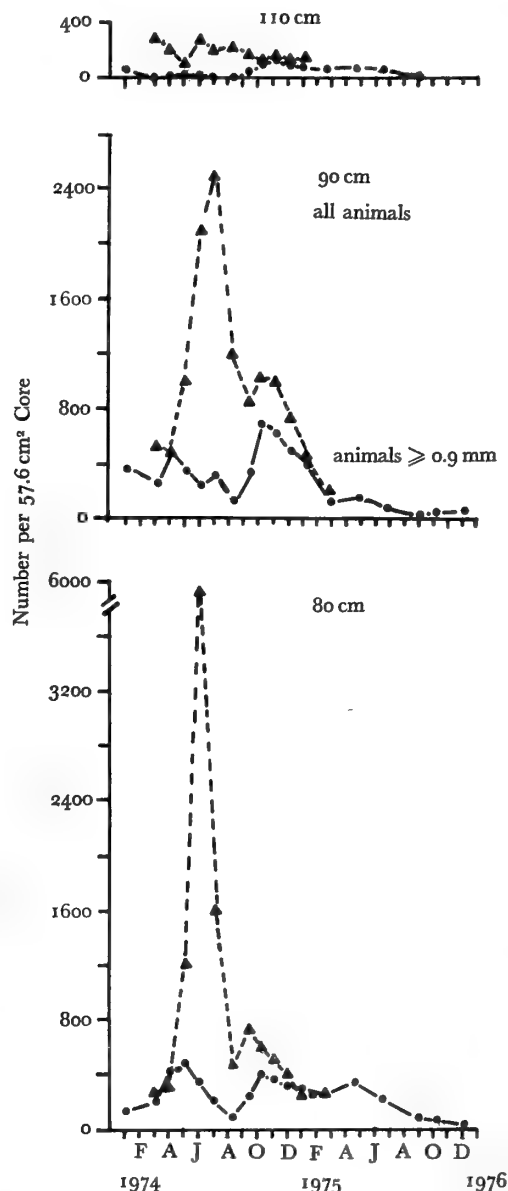 110 cm
400
0
90 cm
2400
all animals
1600
800
animals ⩾ 0.9 mm
0
Number per 57.6 cm² Core
6000
80 cm
3200
2400
1600
800
0
F A J A O D F A J A O D
1974 1975 1976